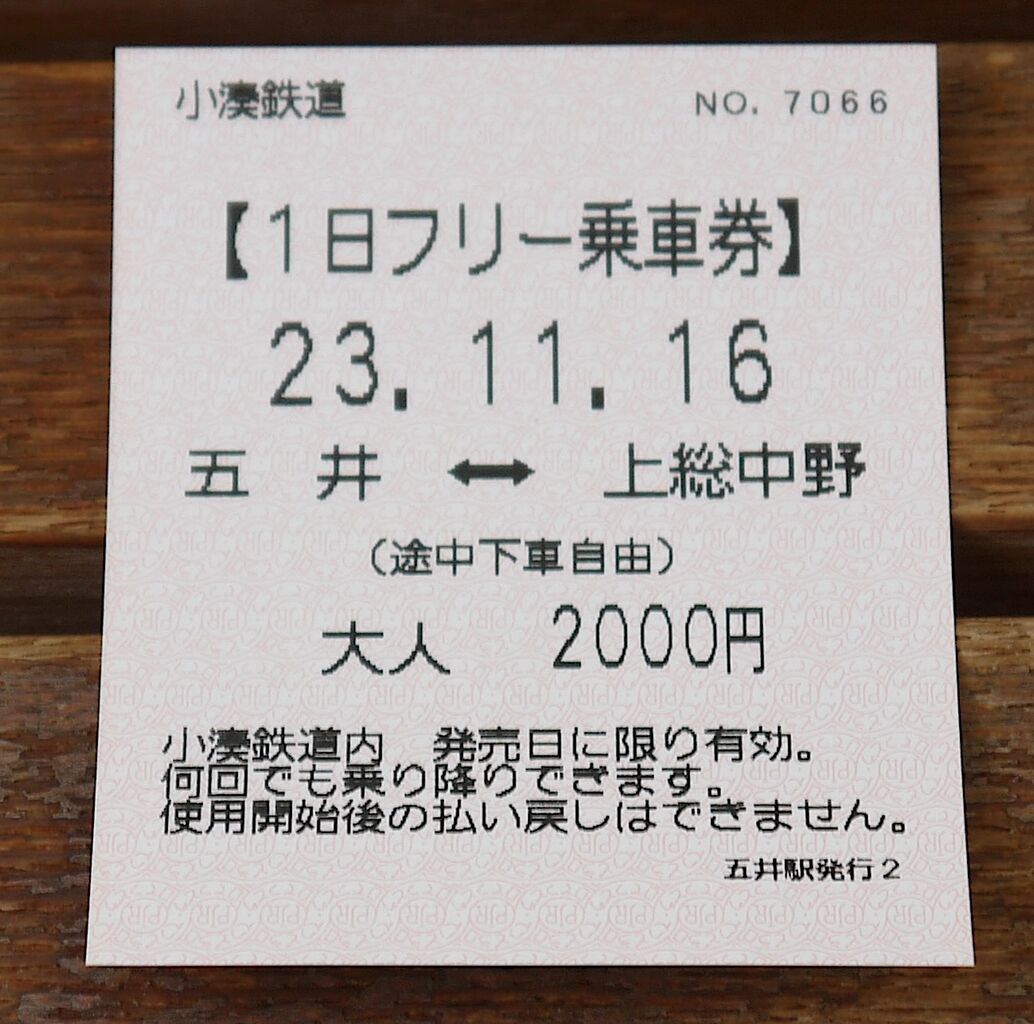 小湊鉄道 NO. 7066
【1日フリー乗車券】
23. 11. 16
五井 ↔ 上総中野
(途中下車自由)
大人 2000円
小湊鉄道内 発売日に限り有効。
何回でも乗り降りできます。
使用開始後の払い戻しはできません。
五井駅発行2